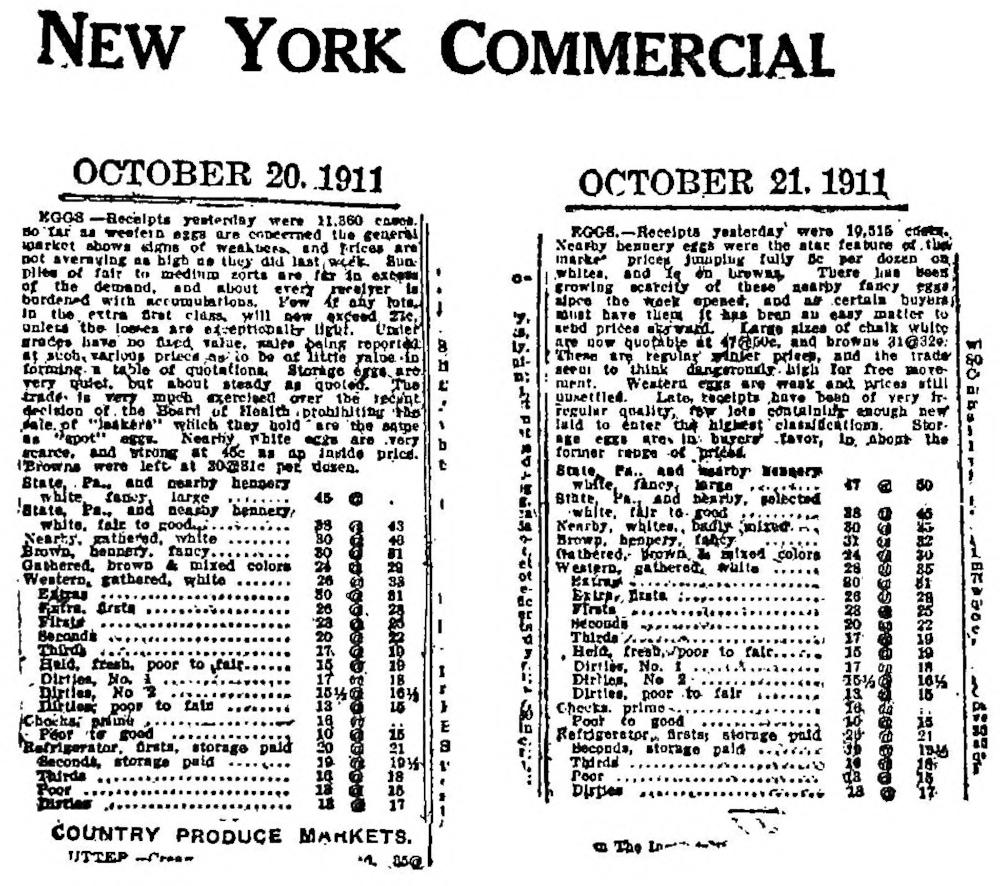 NEW YORK COMMERCIAL
OCTOBER 20, 1911
EGGS.—Receipts yesterday were 11,360 cases.
So far as western eggs are concerned the general
market shows signs of weakness, and prices are
not averaging as high as they did last week. Sup-
plies of fair to medium sorts are far in excess
of the demand, and about every receiver is
burdened with accumulations. Few if any lots,
in the extra first class, will now exceed 27c,
unless the losses are exceptionally light. Under
grades have no fixed value, sales being reported
at such various prices as to be of little value in
forming a table of quotations. Storage eggs are
very quiet, but about steady as quoted. The
trade is very much exercised over the recent
decision of the Board of Health prohibiting the
sale of "leakers" which they hold are the same
as "spot" eggs. Nearby white eggs are very
scarce, and strong at 45c as an inside price.
Browns were left at 30@31c per dozen.
State, Pa., and nearby hennery
white, fancy, large ........ 45 @ .
State, Pa., and nearby hennery,
white, fair to good........ 38 @ 43
Nearby, gathered, white ........ 30 @ 43
Brown, hennery, fancy........ 30 @ 31
Gathered, brown & mixed colors 24 @ 29
Western, gathered, white ...... 26 @ 33
Extras .................. 30 @ 31
Extra, firsts .............. 26 @ 28
Firsts .................. 23 @ 25
Seconds ................ 20 @ 22
Thirds .................. 17 @ 19
Held, fresh, poor to fair...... 15 @ 19
Dirties, No. 1 ............ 17 @ 18
Dirties, No 2 ............ 15½@ 16½
Dirties, poor to fair ........ 13 @ 15
Checks, prime .............. 16 @ ..
Poor to good .............. 10 @ 15
Refrigerator, firsts, storage paid 20 @ 21
Seconds, storage paid ...... 19 @ 19½
Thirds .................. 16 @ 18
Poor .................... 13 @ 15
Dirties .................. 13 @ 17
COUNTRY PRODUCE MARKETS.
OCTOBER 21, 1911
EGGS.—Receipts yesterday were 10,515 cases.
Nearby hennery eggs were the star feature of the
market prices jumping fully 5c per dozen on
whites, and 1c on browns. There has been
growing scarcity of these nearby fancy eggs
since the week opened, and as certain buyers
must have them it has been an easy matter to
send prices skyward. Large sizes of chalk white
are now quotable at 47@50c, and browns 31@32c.
These are regular winter prices, and the trade
seem to think dangerously high for free move-
ment. Western eggs are weak and prices still
unsettled. Late receipts have been of very ir-
regular quality, few lots containing enough new
laid to enter the highest classifications. Stor-
age eggs are in buyers' favor, in about the
former range of prices.
State, Pa., and nearby hennery
white, fancy, large ........ 47 @ 50
State, Pa., and nearby, selected
white, fair to good ........ 38 @ 45
Nearby, whites, badly mixed.... 30 @ 45
Brown, hennery, fancy........ 31 @ 32
Gathered, brown & mixed colors 24 @ 30
Western, gathered, white ...... 28 @ 35
Extras .................. 30 @ 31
Extra, firsts .............. 26 @ 28
Firsts .................. 23 @ 25
Seconds ................ 20 @ 22
Thirds .................. 17 @ 19
Held, fresh, poor to fair...... 15 @ 19
Dirties, No. 1 ............ 17 @ 18
Dirties, No 2 ............ 15½@ 16½
Dirties, poor to fair ........ 13 @ 15
Checks, prime.............. 16 @ ..
Poor to good .............. 10 @ 15
Refrigerator, firsts, storage paid 20 @ 21
Seconds, storage paid ........ 19 @ 19½
Thirds .................. 16 @ 18
Poor .................... 13 @ 15
Dirties .................. 13 @ 17